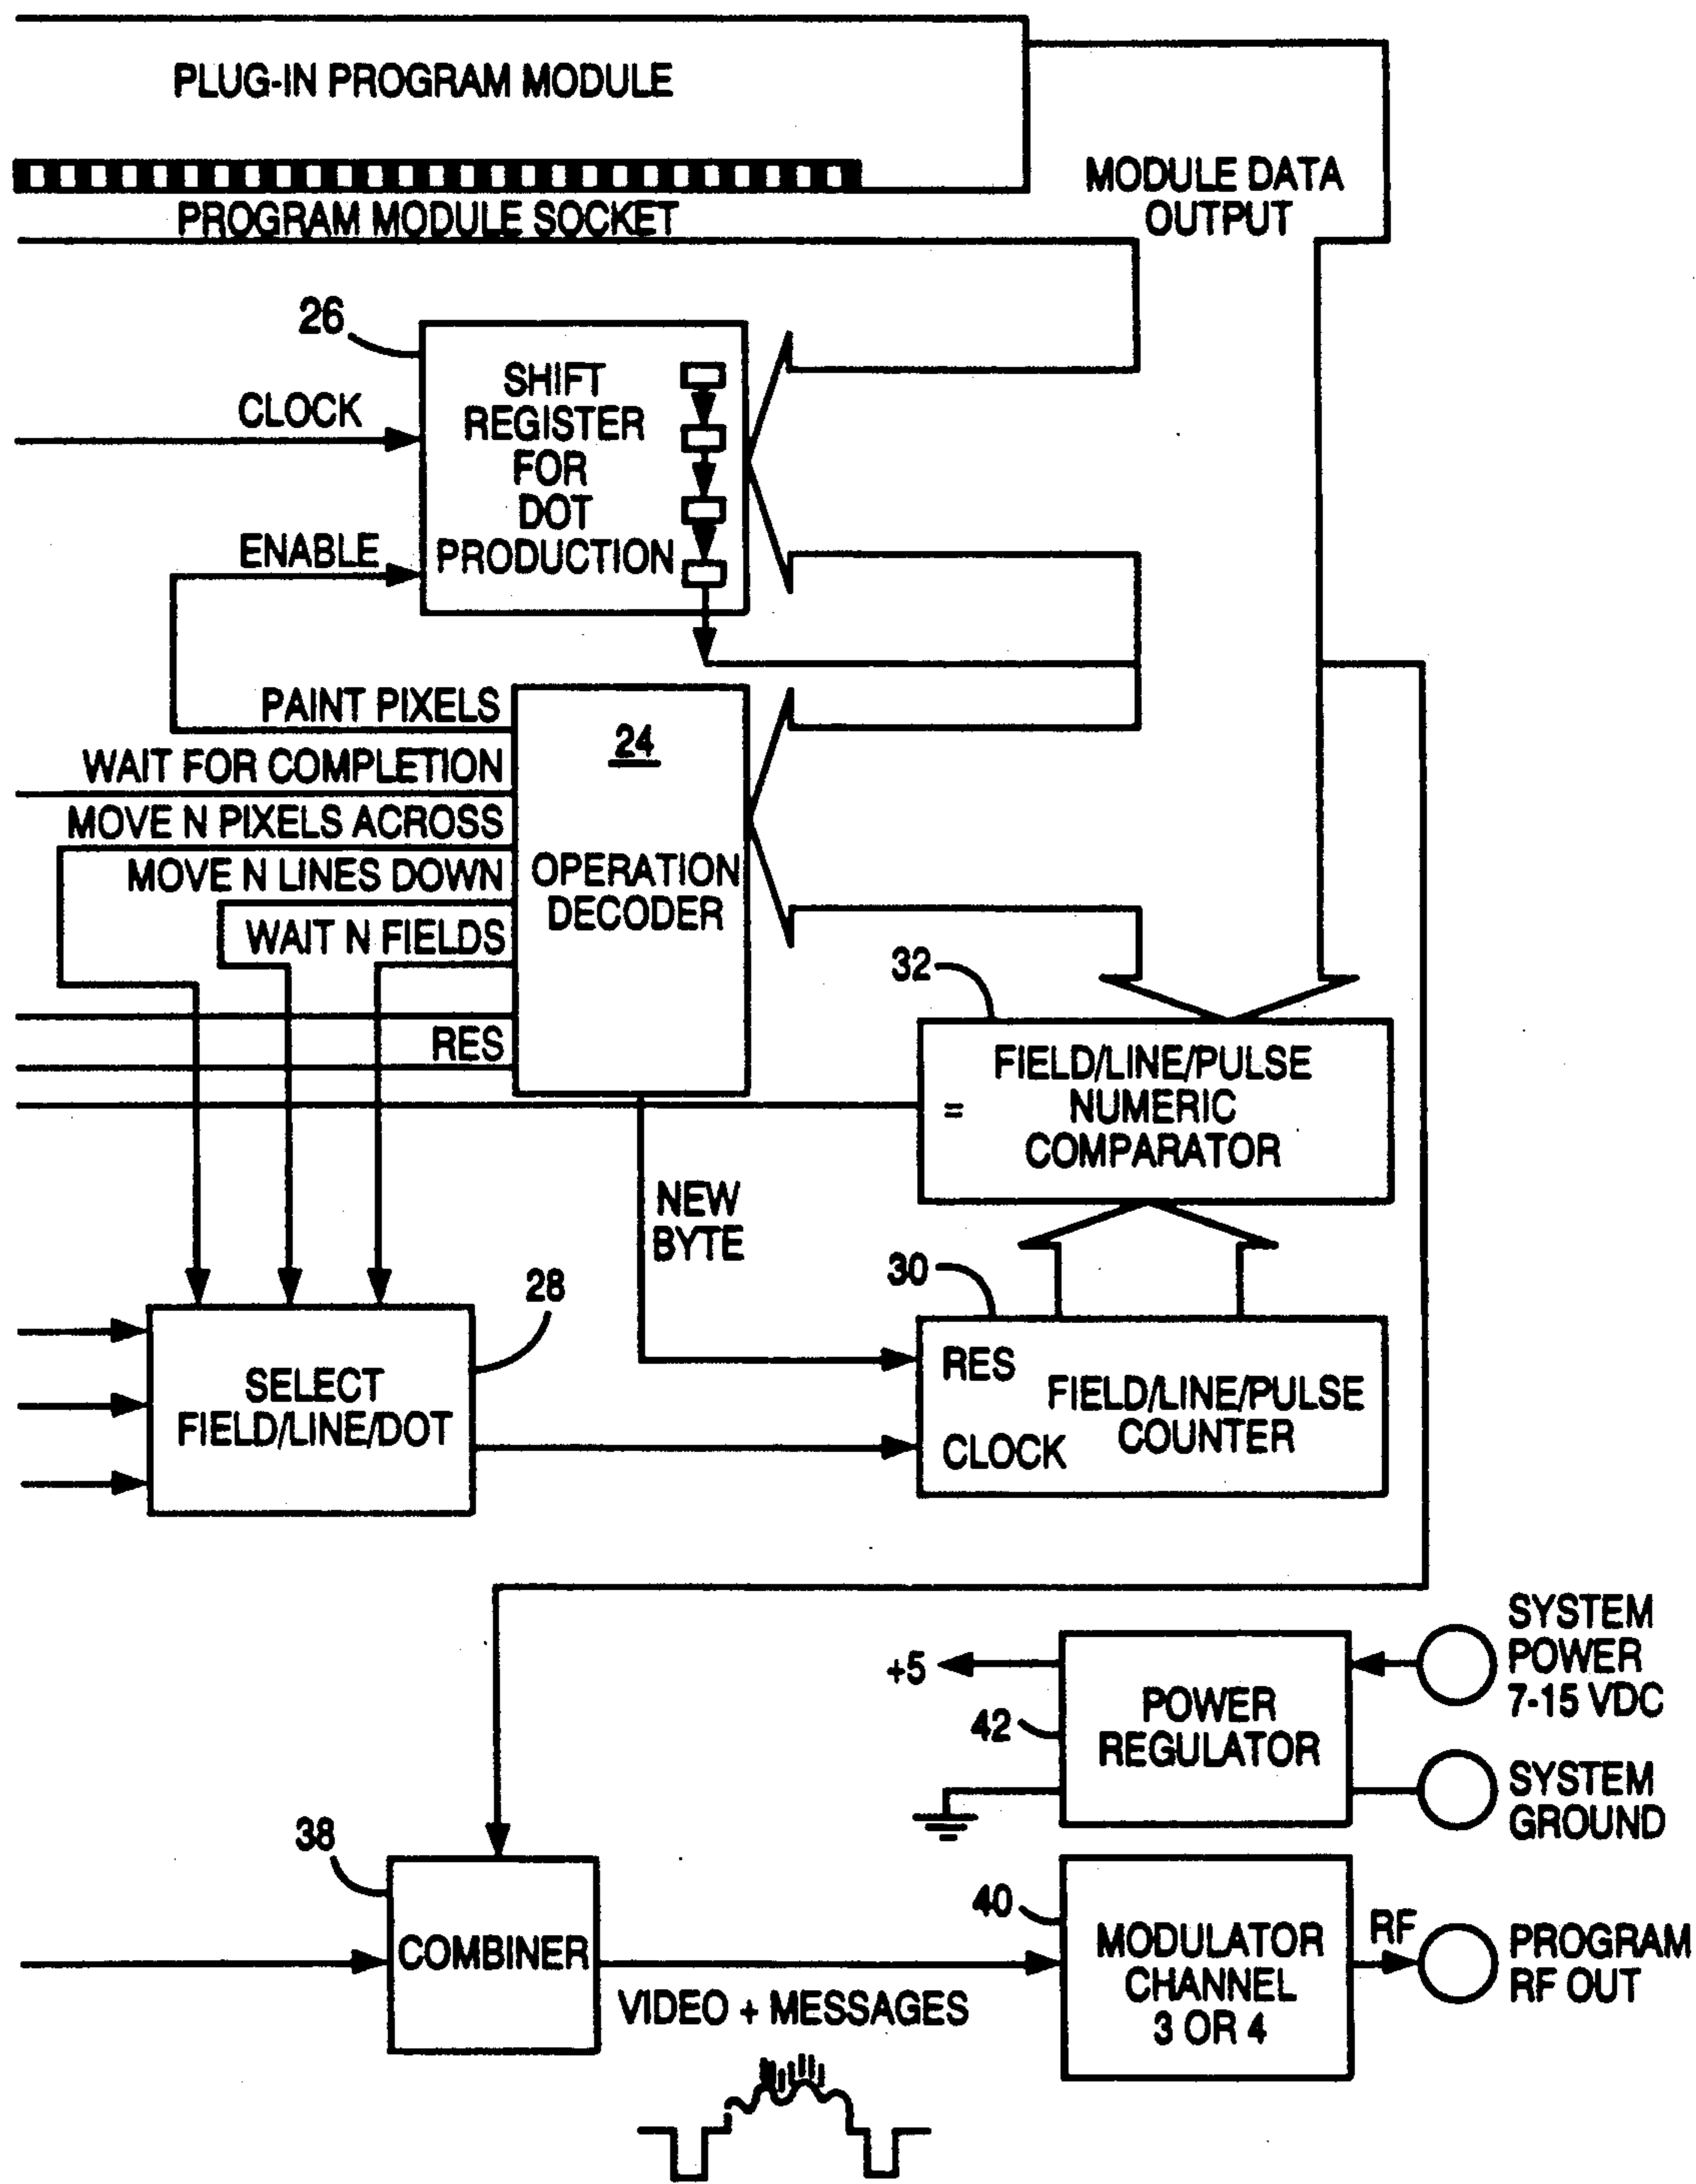 PLUG-IN PROGRAM MODULE
MODULE DATA
OUTPUT
PROGRAM MODULE SOCKET
26
SHIFT
REGISTER
FOR
DOT
PRODUCTION
CLOCK
ENABLE
PAINT PIXELS
WAIT FOR COMPLETION
MOVE N PIXELS ACROSS
MOVE N LINES DOWN
WAIT N FIELDS
RES
24
OPERATION
DECODER
32
FIELD/LINE/PULSE
NUMERIC
COMPARATOR
=
NEW
BYTE
28
SELECT
FIELD/LINE/DOT
30
RES
CLOCK
FIELD/LINE/PULSE
COUNTER
+5
42
POWER
REGULATOR
SYSTEM
POWER
7-15 VDC
SYSTEM
GROUND
38
COMBINER
VIDEO + MESSAGES
40
MODULATOR
CHANNEL
3 OR 4
RF
PROGRAM
RF OUT